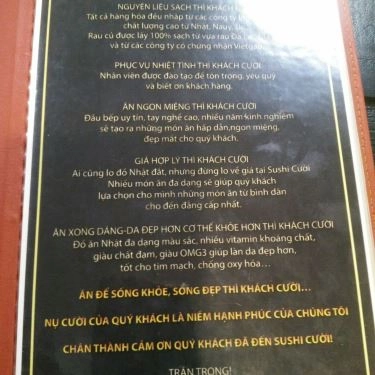 NGUYÊN LIỆU SẠCH THÌ KHÁCH
Tất cả hàng hóa đều nhập từ các công ty
chất lượng cao từ Nhật, Nauy, Úc
Rau củ được lấy 100% sạch từ vựa rau Đà
và từ các công ty có chứng nhận Vietgap
PHỤC VỤ NHIỆT TÌNH THÌ KHÁCH CƯỜI
Nhân viên được đào tạo để tôn trọng, yêu quý
và biết ơn khách hàng.
ĂN NGON MIỆNG THÌ KHÁCH CƯỜI
Đầu bếp uy tín, tay nghề cao, nhiều năm kinh nghiệm
sẽ tạo ra những món ăn hấp dẫn,ngon miệng,
đẹp mắt cho quý khách.
GIÁ HỢP LÝ THÌ KHÁCH CƯỜI
Ai cũng lo đồ Nhật đắt, nhưng đừng lo về giá tại Sushi Cười
Nhiều món ăn đa dạng sẽ giúp quý khách
lựa chọn cho mình những món ăn từ bình dân
cho đến đẳng cấp nhất.
ĂN XONG DÁNG-DA ĐẸP HƠN CƠ THỂ KHỎE HƠN THÌ KHÁCH CƯỜI
Đồ ăn Nhật đa dạng màu sắc, nhiều vitamin khoáng chất,
giàu chất đạm, giàu OMG3 giúp làn da đẹp hơn,
tốt cho tim mạch, chống oxy hóa...
ĂN ĐỂ SỐNG KHỎE, SỐNG ĐẸP THÌ KHÁCH CƯỜI...
NỤ CƯỜI CỦA QUÝ KHÁCH LÀ NIỀM HẠNH PHÚC CỦA CHÚNG TÔI
CHÂN THÀNH CẢM ƠN QUÝ KHÁCH ĐÃ ĐẾN SUSHI CƯỜI!
TRÂN TRỌNG!